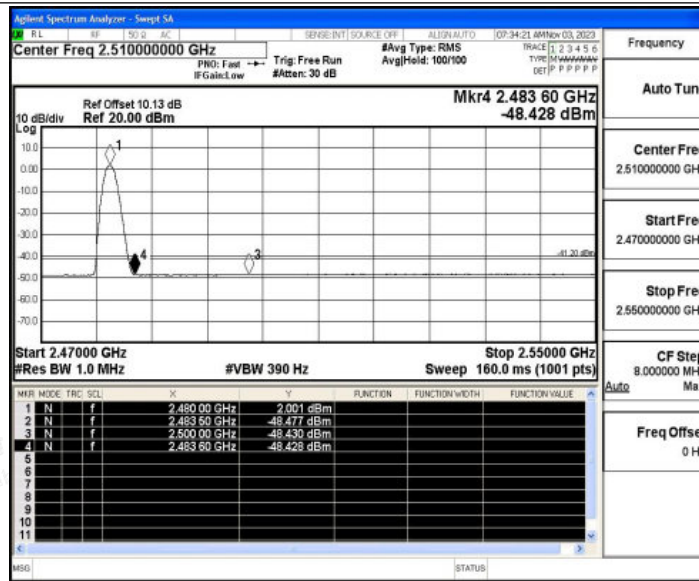 Agilent Spectrum Analyzer - Swept SA
RL RF 50 Ω AC SENSE:INT SOURCE OFF ALIGN AUTO 07:34:21 AM Nov 03, 2023
Center Freq 2.510000000 GHz
PNO: Fast
IFGain:Low
Trig: Free Run
#Atten: 30 dB
#Avg Type: RMS
Avg|Hold: 100/100
TRACE 1 2 3 4 5 6
TYPE M
DET P P P P P P
Ref Offset 10.13 dB
10 dB/div Ref 20.00 dBm
Log
Mkr4 2.483 60 GHz
-48.428 dBm
10.0
0.00
-10.0
-20.0
-30.0
-40.0
-50.0
-60.0
-70.0
1
4
3
-41.20 dBm
Start 2.47000 GHz Stop 2.55000 GHz
#Res BW 1.0 MHz #VBW 390 Hz Sweep 160.0 ms (1001 pts)
MKR MODE TRC SCL X Y FUNCTION FUNCTION WIDTH FUNCTION VALUE
1 N f 2.480 00 GHz 2.001 dBm
2 N f 2.483 50 GHz -48.477 dBm
3 N f 2.500 00 GHz -48.430 dBm
4 N f 2.483 60 GHz -48.428 dBm
5
6
7
8
9
10
11
MSG STATUS
Frequency
Auto Tun
Center Fre
2.510000000 GH
Start Fre
2.470000000 GH
Stop Fre
2.550000000 GH
CF Step
8.000000 MH
Auto Ma
Freq Offse
0 H